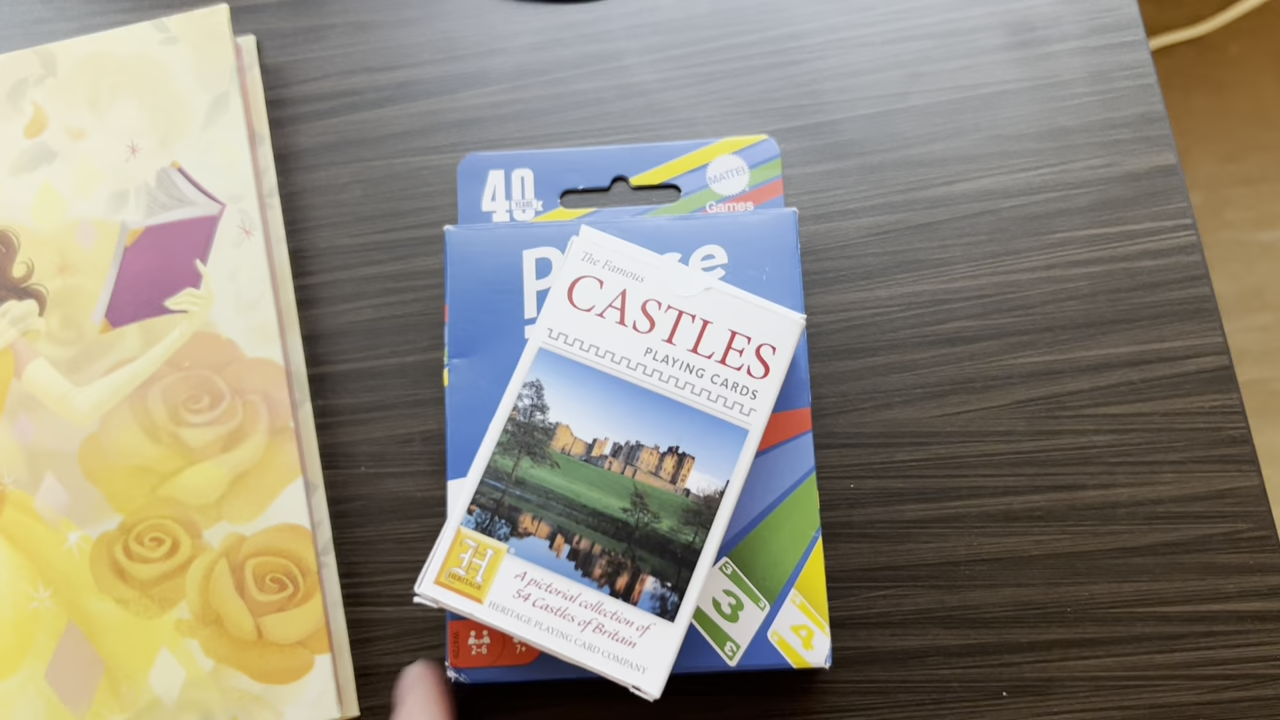 40
YEARS
MATTEL
Games
The Famous
CASTLES
PLAYING CARDS
H
HERITAGE
A pictorial collection of
54 Castles of Britain
HERITAGE PLAYING CARD COMPANY
2-6
7+
3
4